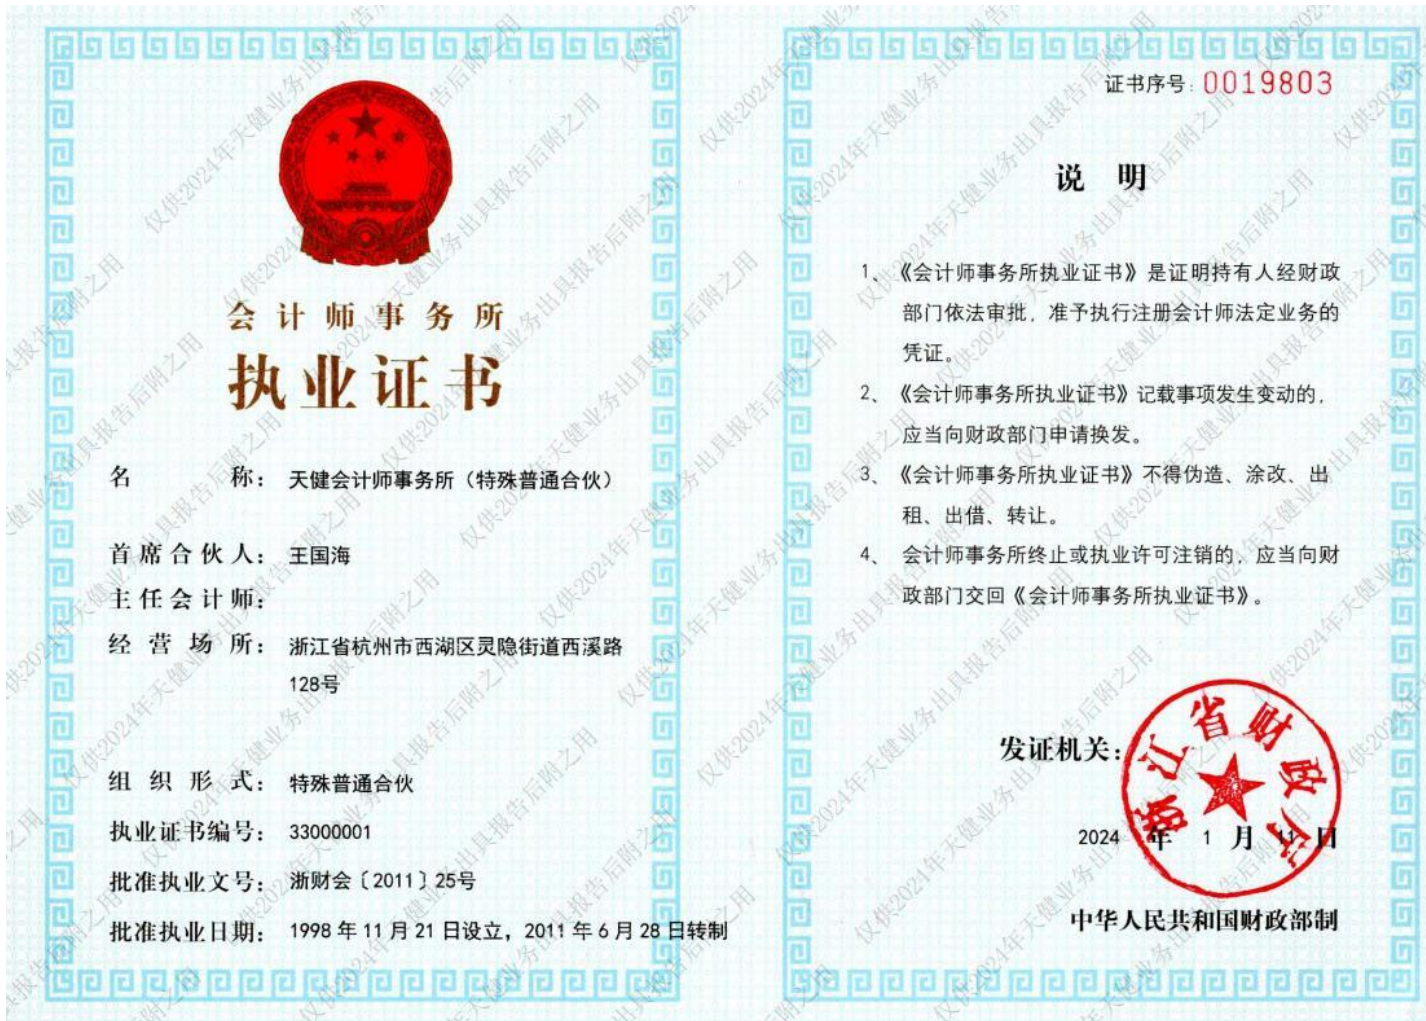 会计师事务所
执业证书
名 称： 天健会计师事务所（特殊普通合伙）
首席合伙人： 王国海
主任会计师：
经营场所： 浙江省杭州市西湖区灵隐街道西溪路
128号
组织形式： 特殊普通合伙
执业证书编号： 33000001
批准执业文号： 浙财会〔2011〕25号
批准执业日期： 1998 年 11 月 21 日设立，2011 年 6 月 28 日转制
证书序号：0019803
说 明
1、《会计师事务所执业证书》是证明持有人经财政
部门依法审批，准予执行注册会计师法定业务的
凭证。
2、《会计师事务所执业证书》记载事项发生变动的，
应当向财政部门申请换发。
3、《会计师事务所执业证书》不得伪造、涂改、出
租、出借、转让。
4、 会计师事务所终止或执业许可注销的，应当向财
政部门交回《会计师事务所执业证书》。
发证机关：
浙江省财政厅
2024 年 1 月 11 日
中华人民共和国财政部制
仅供2024年天健业务出具报告后附之用